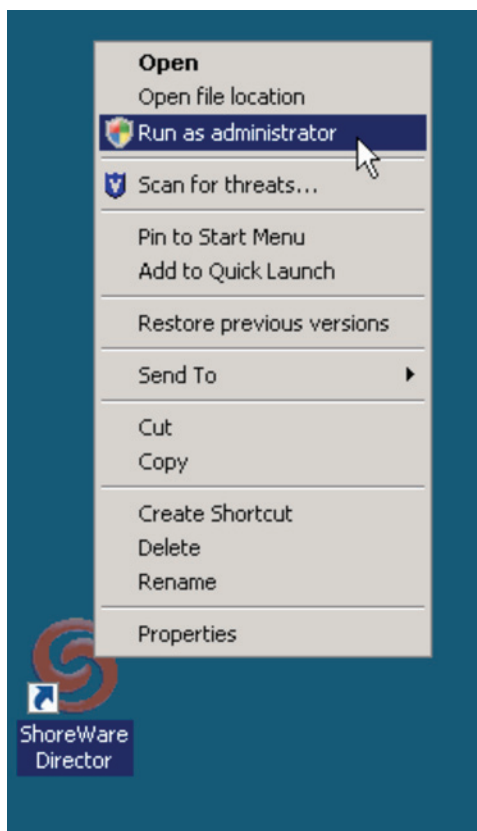 Open
Open file location
Run as administrator
Scan for threats...
Pin to Start Menu
Add to Quick Launch
Restore previous versions
Send To
Cut
Copy
Create Shortcut
Delete
Rename
Properties
ShoreWare
Director